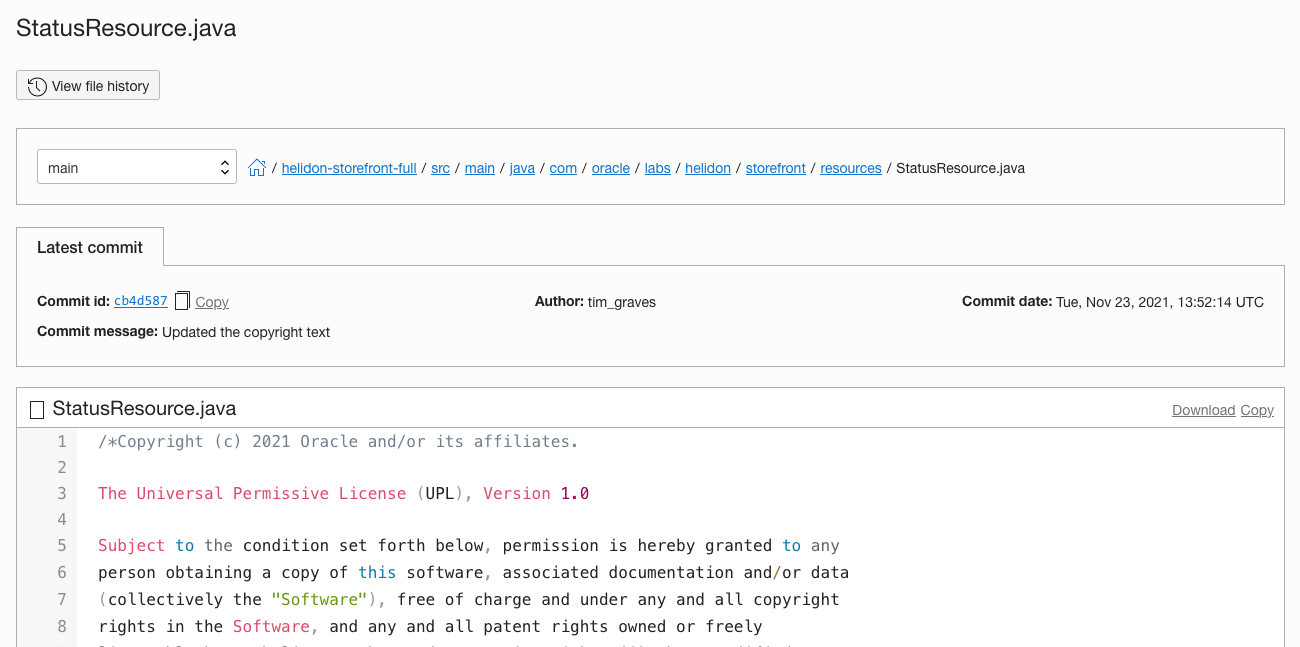 StatusResource.java
View file history
main / helidon-storefront-full / src / main / java / com / oracle / labs / helidon / storefront / resources / StatusResource.java
Latest commit
Commit id: cb4d587 Copy Author: tim_graves Commit date: Tue, Nov 23, 2021, 13:52:14 UTC
Commit message: Updated the copyright text
StatusResource.java Download Copy
1 /*Copyright (c) 2021 Oracle and/or its affiliates.
2
3 The Universal Permissive License (UPL), Version 1.0
4
5 Subject to the condition set forth below, permission is hereby granted to any
6 person obtaining a copy of this software, associated documentation and/or data
7 (collectively the "Software"), free of charge and under any and all copyright
8 rights in the Software, and any and all patent rights owned or freely